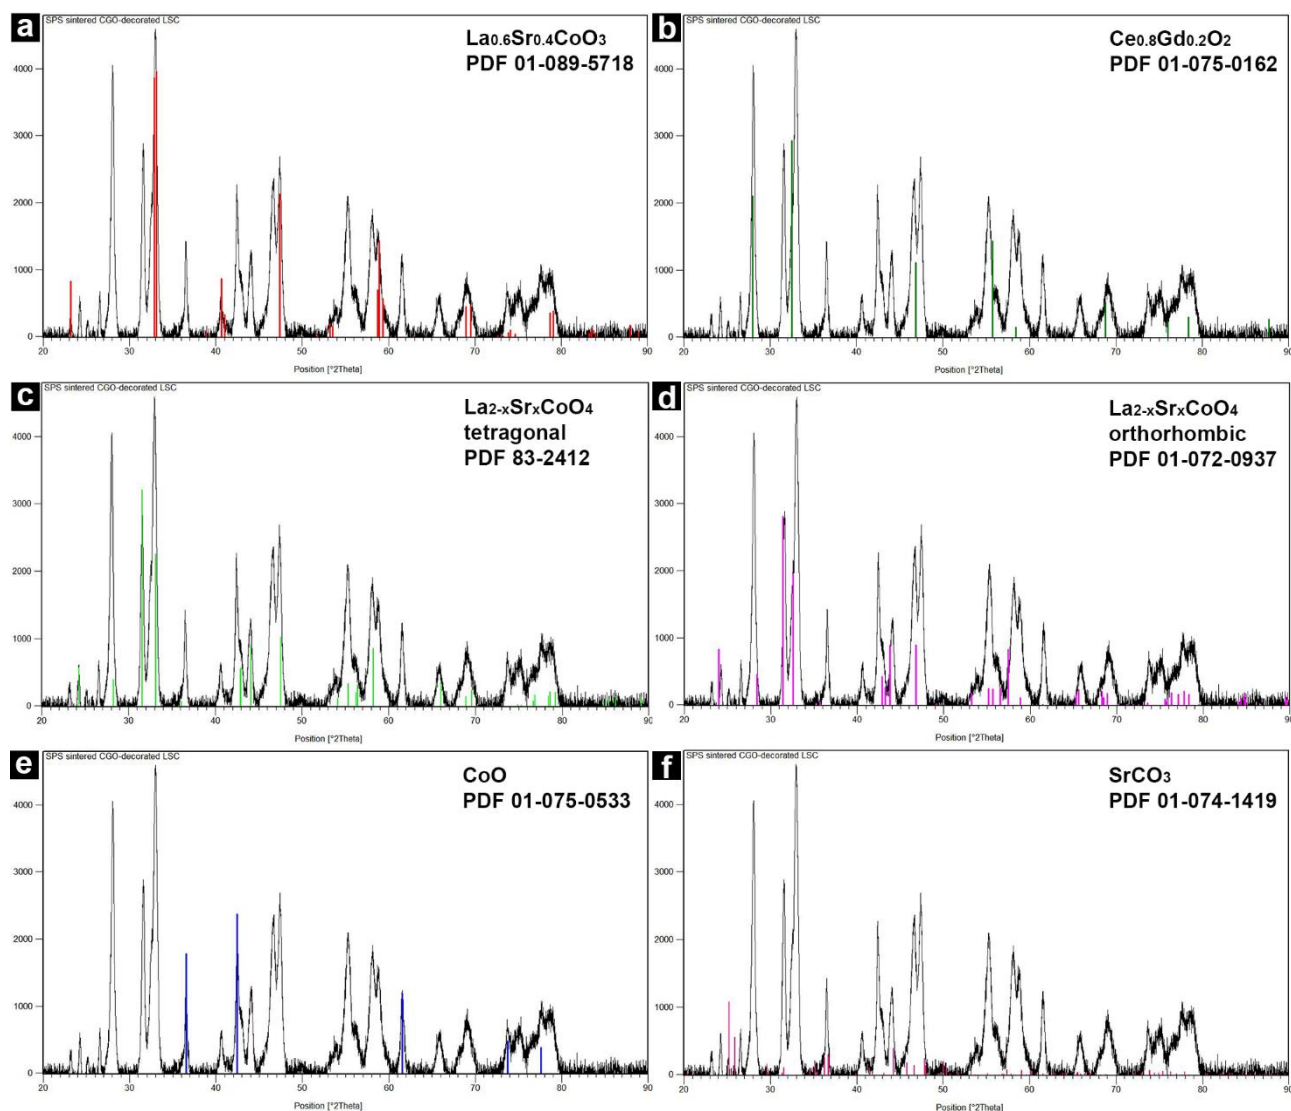 a
SPS sintered CGO-decorated LSC
La0.6Sr0.4CoO3
PDF 01-089-5718
4000
3000
2000
1000
0
20 30 40 50 60 70 80 90
Position [°2Theta]
b
SPS sintered CGO-decorated LSC
Ce0.8Gd0.2O2
PDF 01-075-0162
4000
3000
2000
1000
0
20 30 40 50 60 70 80 90
Position [°2Theta]
c
SPS sintered CGO-decorated LSC
La2-xSrxCoO4
tetragonal
PDF 83-2412
4000
3000
2000
1000
0
20 30 40 50 60 70 80 90
Position [°2Theta]
d
SPS sintered CGO-decorated LSC
La2-xSrxCoO4
orthorhombic
PDF 01-072-0937
4000
3000
2000
1000
0
20 30 40 50 60 70 80 90
Position [°2Theta]
e
SPS sintered CGO-decorated LSC
CoO
PDF 01-075-0533
4000
3000
2000
1000
0
20 30 40 50 60 70 80 90
Position [°2Theta]
f
SPS sintered CGO-decorated LSC
SrCO3
PDF 01-074-1419
4000
3000
2000
1000
0
20 30 40 50 60 70 80 90
Position [°2Theta]